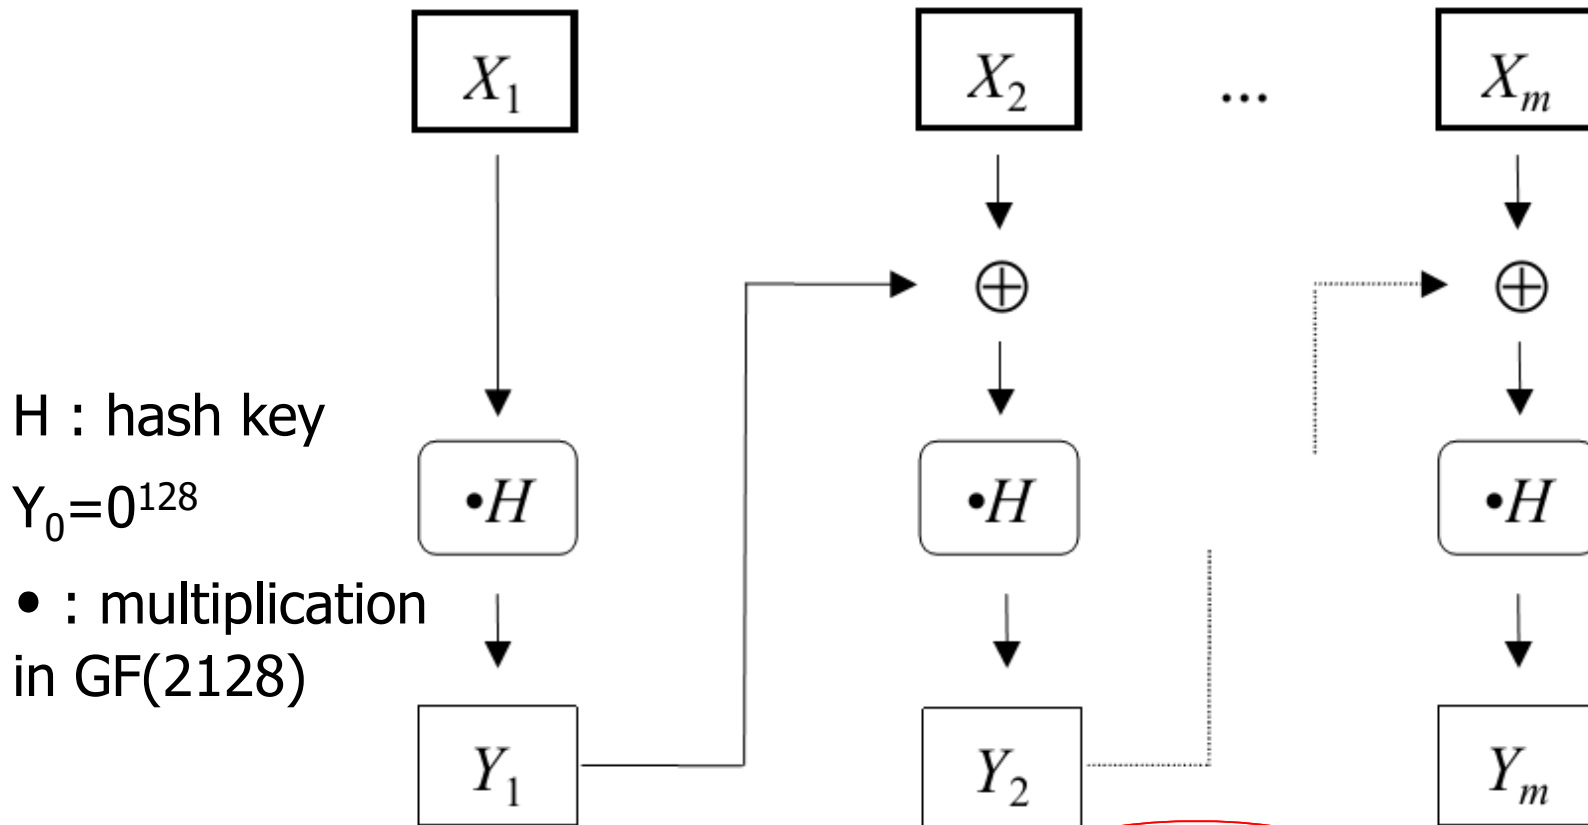 X₁ X₂ ... Xₘ
⊕ ⊕
H : hash key
•H •H •H
Y₀=0¹²⁸
• : multiplication
in GF(2128)
Y₁ Y₂ Yₘ